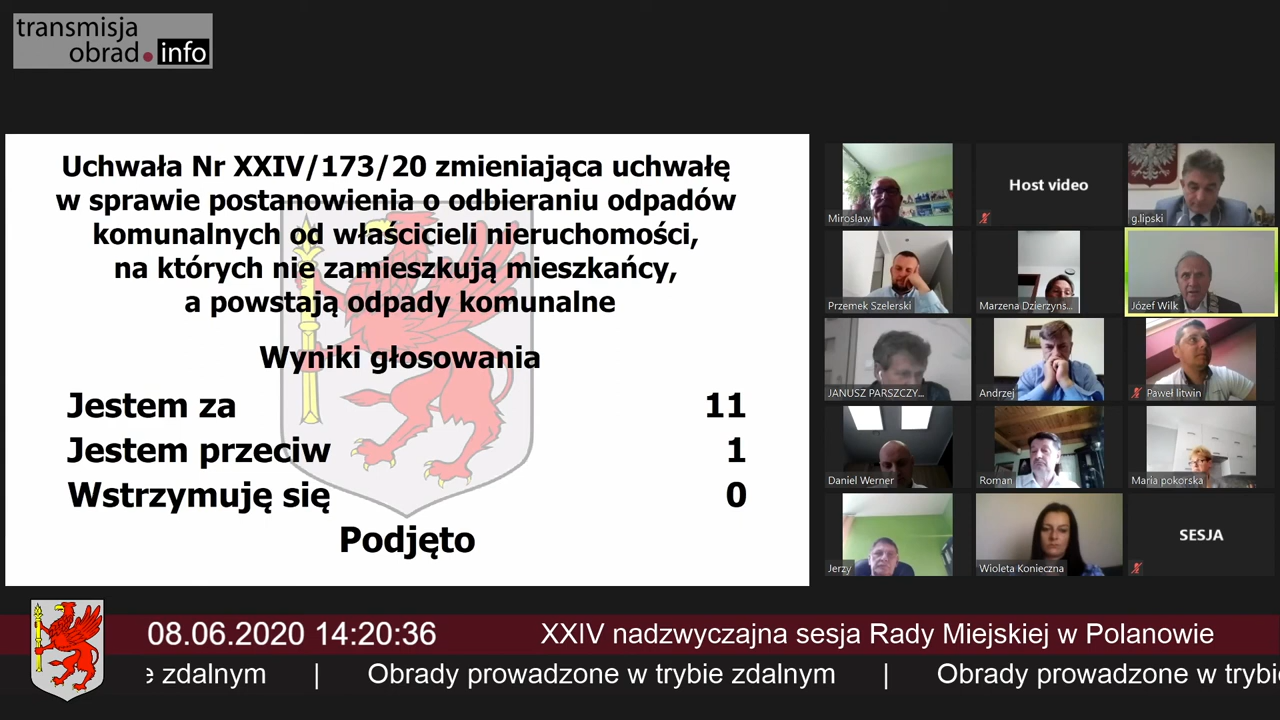 transmisja
obrad.info
Uchwała Nr XXIV/173/20 zmieniająca uchwałę
w sprawie postanowienia o odbieraniu odpadów
komunalnych od właścicieli nieruchomości,
na których nie zamieszkują mieszkańcy,
a powstają odpady komunalne
Wyniki głosowania
Jestem za 11
Jestem przeciw 1
Wstrzymuję się 0
Podjęto
Miroslaw
Host video
g.lipski
Przemek Szelerski
Marzena Dzierzyns...
Józef Wilk
JANUSZ PARSZCZY...
Andrzej
Paweł litwin
Daniel Werner
Roman
Maria pokorska
Jerzy
Wioleta Konieczna
SESJA
08.06.2020 14:20:36 XXIV nadzwyczajna sesja Rady Miejskiej w Polanowie
e zdalnym | Obrady prowadzone w trybie zdalnym | Obrady prowadzone w trybi